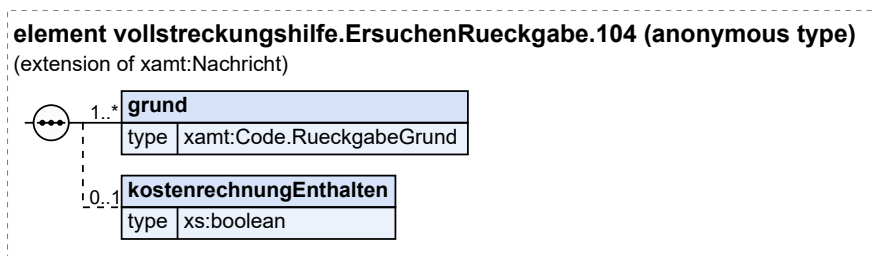 element vollstreckungshilfe.ErsuchenRueckgabe.104 (anonymous type)
(extension of xamt:Nachricht)
1..* grund
type xamt:Code.RueckgabeGrund
0..1 kostenrechnungEnthalten
type xs:boolean